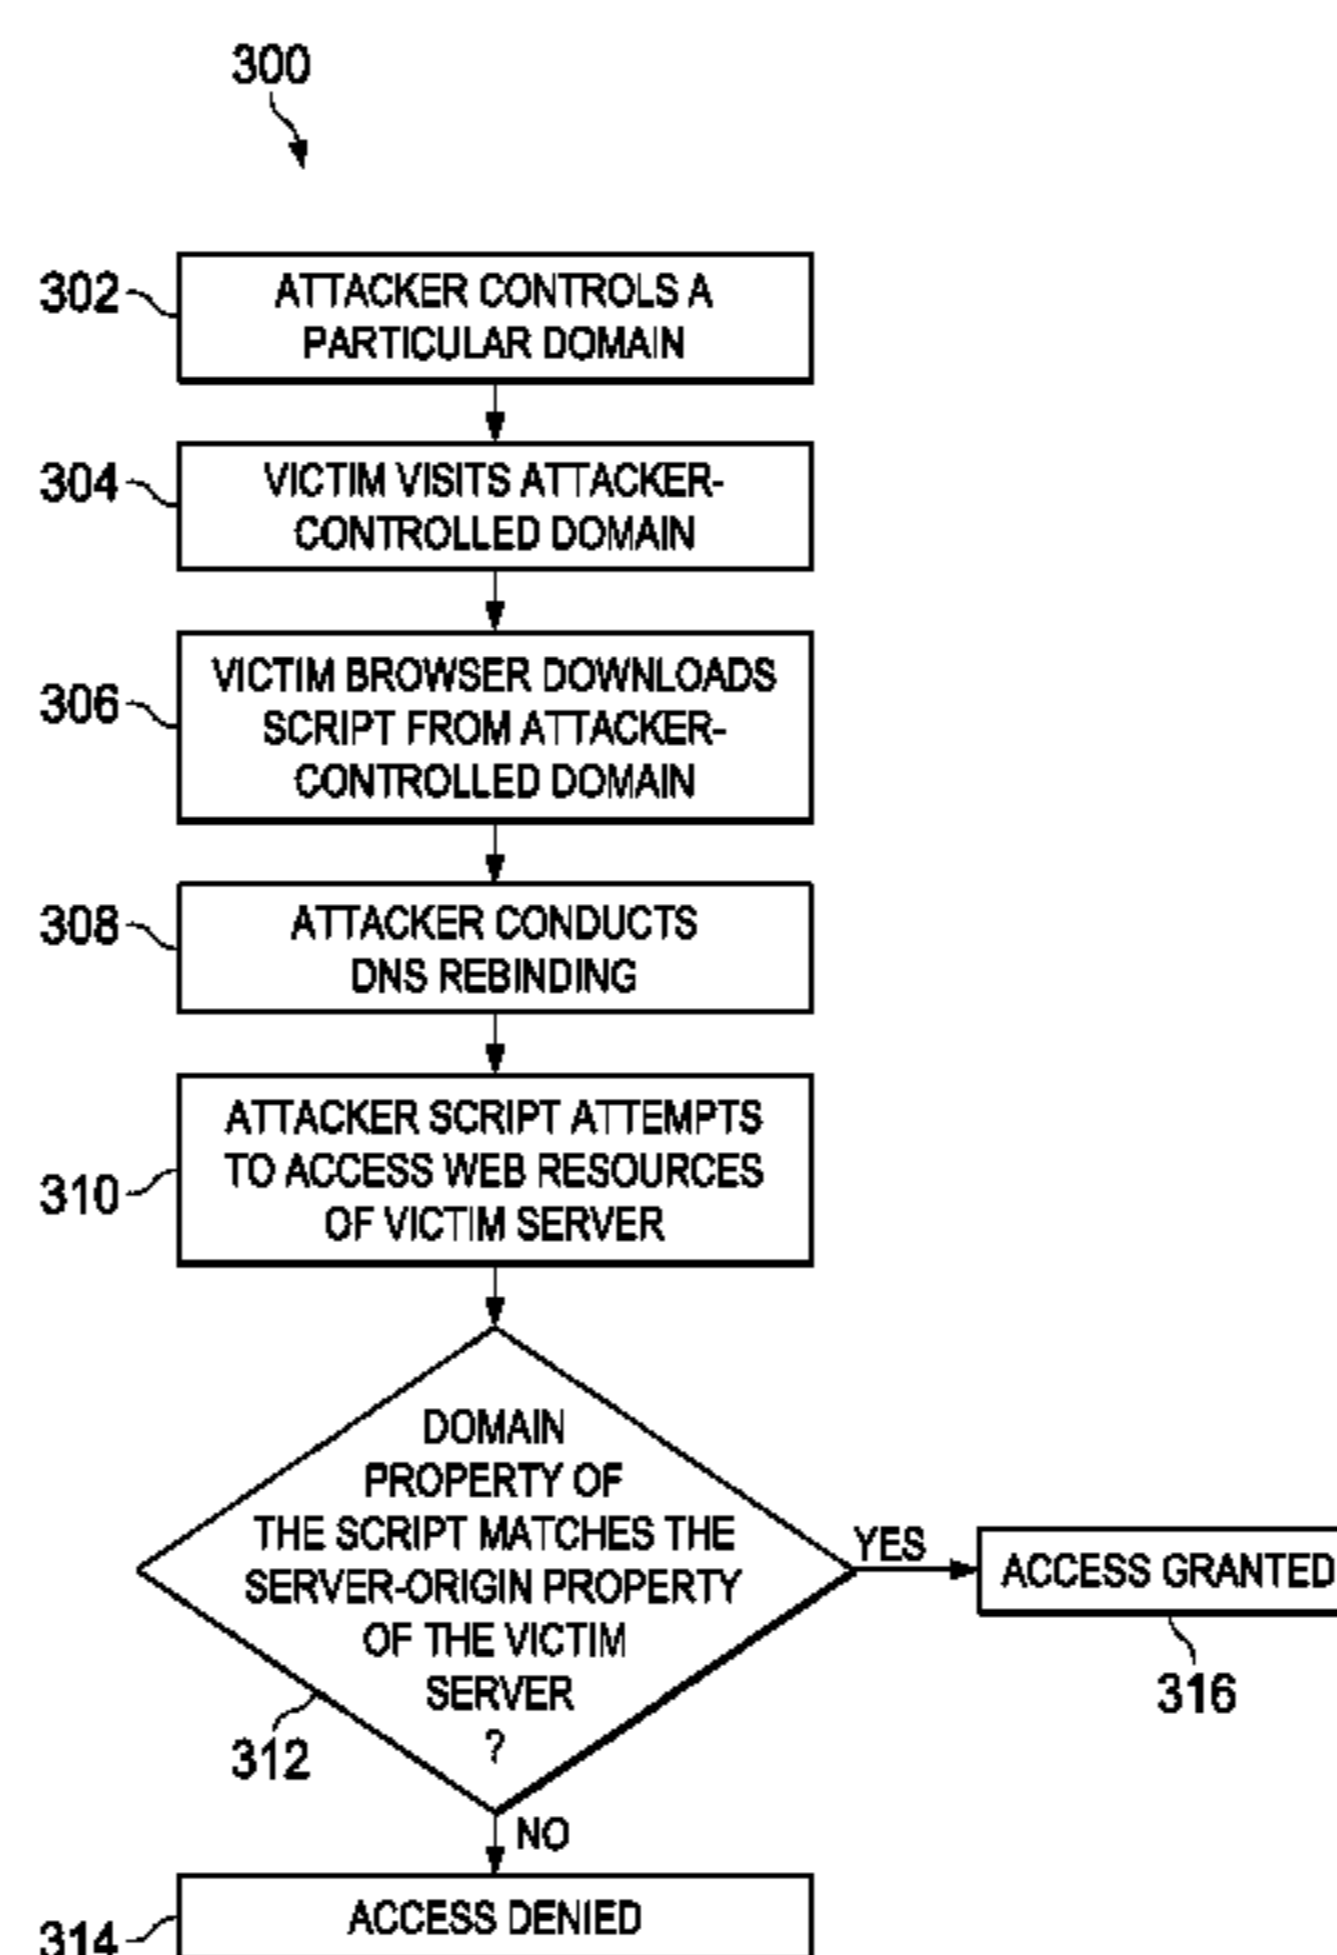 300
302
ATTACKER CONTROLS A
PARTICULAR DOMAIN
304
VICTIM VISITS ATTACKER-
CONTROLLED DOMAIN
306
VICTIM BROWSER DOWNLOADS
SCRIPT FROM ATTACKER-
CONTROLLED DOMAIN
308
ATTACKER CONDUCTS
DNS REBINDING
310
ATTACKER SCRIPT ATTEMPTS
TO ACCESS WEB RESOURCES
OF VICTIM SERVER
DOMAIN
PROPERTY OF
THE SCRIPT MATCHES THE
SERVER-ORIGIN PROPERTY
OF THE VICTIM
SERVER
?
312
YES
ACCESS GRANTED
316
NO
314
ACCESS DENIED